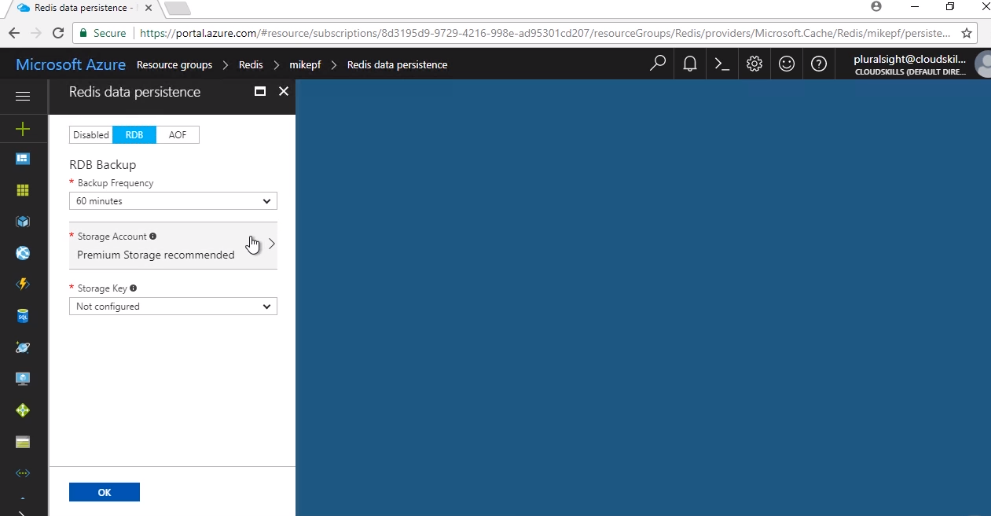 Redis data persistence -
Secure https://portal.azure.com/#resource/subscriptions/8d3195d9-9729-4216-998e-ad95301cd207/resourceGroups/Redis/providers/Microsoft.Cache/Redis/mikepf/persiste...
Microsoft Azure Resource groups > Redis > mikepf > Redis data persistence
pluralsight@cloudskil...
CLOUDSKILLS (DEFAULT DIRE...
Redis data persistence
Disabled RDB AOF
RDB Backup
* Backup Frequency
60 minutes
* Storage Account
Premium Storage recommended
* Storage Key
Not configured
OK